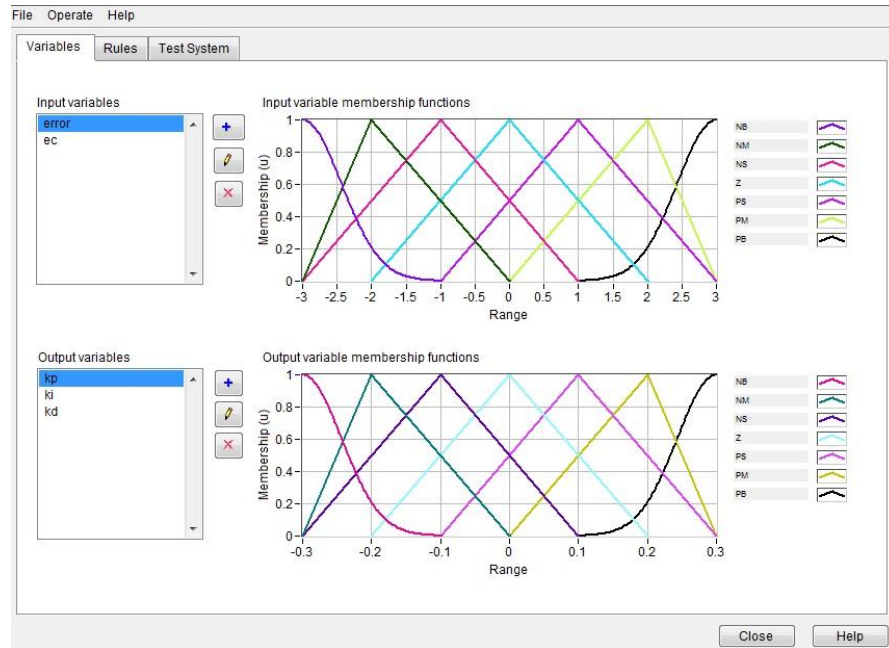 File Operate Help
Variables Rules Test System
Input variables
error
ec
+
Input variable membership functions
Membership (u)
1
0.8
0.6
0.4
0.2
0
-3 -2.5 -2 -1.5 -1 -0.5 0 0.5 1 1.5 2 2.5 3
Range
NB
NM
NS
Z
PS
PM
PB
Output variables
kp
ki
kd
+
Output variable membership functions
Membership (u)
1
0.8
0.6
0.4
0.2
0
-0.3 -0.2 -0.1 0 0.1 0.2 0.3
Range
NB
NM
NS
Z
PS
PM
PB
Close Help